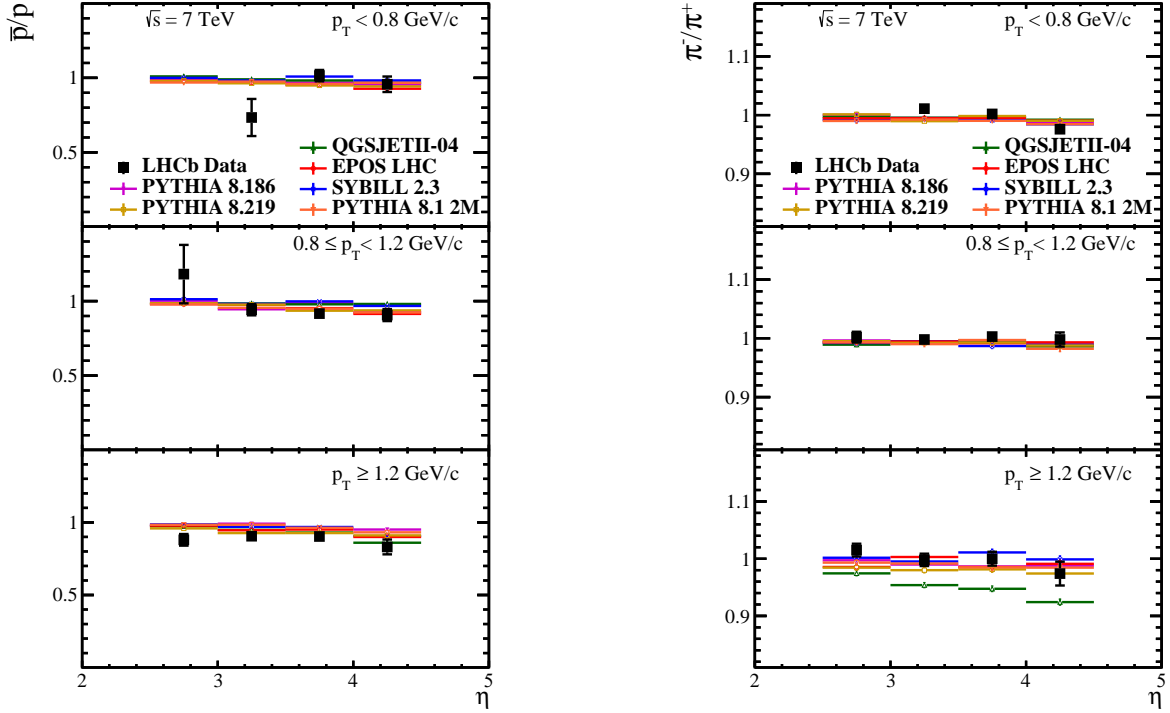 p̅/p
√s = 7 TeV
p_T < 0.8 GeV/c
1
0.5
LHCb Data
PYTHIA 8.186
PYTHIA 8.219
QGSJETII-04
EPOS LHC
SYBILL 2.3
PYTHIA 8.1 2M
0.8 ≤ p_T < 1.2 GeV/c
1
0.5
p_T ≥ 1.2 GeV/c
1
0.5
2 3 4 5
η
π⁻/π⁺
√s = 7 TeV
p_T < 0.8 GeV/c
1.1
1
0.9
LHCb Data
PYTHIA 8.186
PYTHIA 8.219
QGSJETII-04
EPOS LHC
SYBILL 2.3
PYTHIA 8.1 2M
0.8 ≤ p_T < 1.2 GeV/c
1.1
1
0.9
p_T ≥ 1.2 GeV/c
1.1
1
0.9
2 3 4 5
η